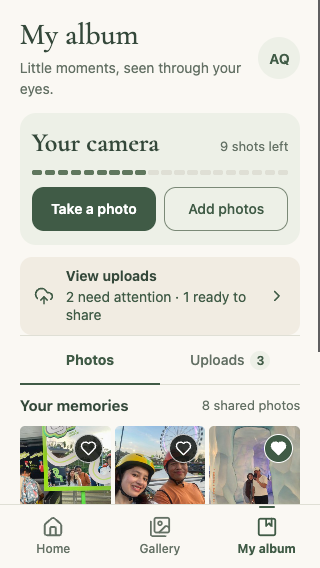 My album
Little moments, seen through your
eyes.
AQ
Your camera
9 shots left
Take a photo
Add photos
View uploads
2 need attention · 1 ready to
share
Photos
Uploads 3
Your memories
8 shared photos
Home
Gallery
My album